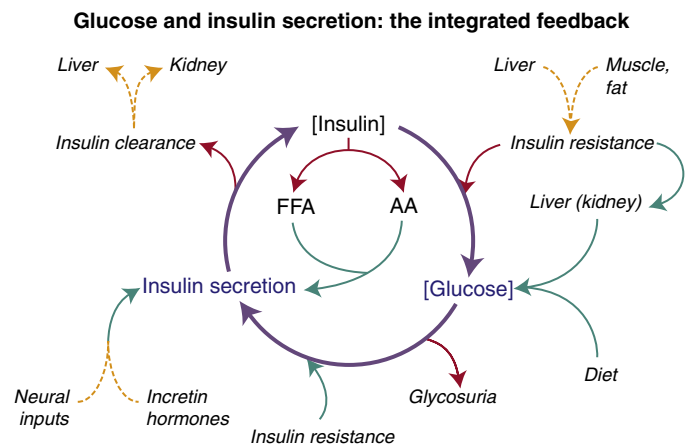 Glucose and insulin secretion: the integrated feedback
Liver
Kidney
Liver
Muscle,
fat
[Insulin]
Insulin clearance
Insulin resistance
FFA
AA
Liver (kidney)
Insulin secretion
[Glucose]
Neural
inputs
Incretin
hormones
Glycosuria
Diet
Insulin resistance